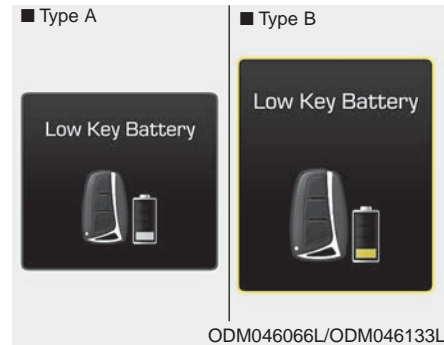 ■ Type A
■ Type B
Low Key Battery
Low Key Battery
ODM046066L/ODM046133L